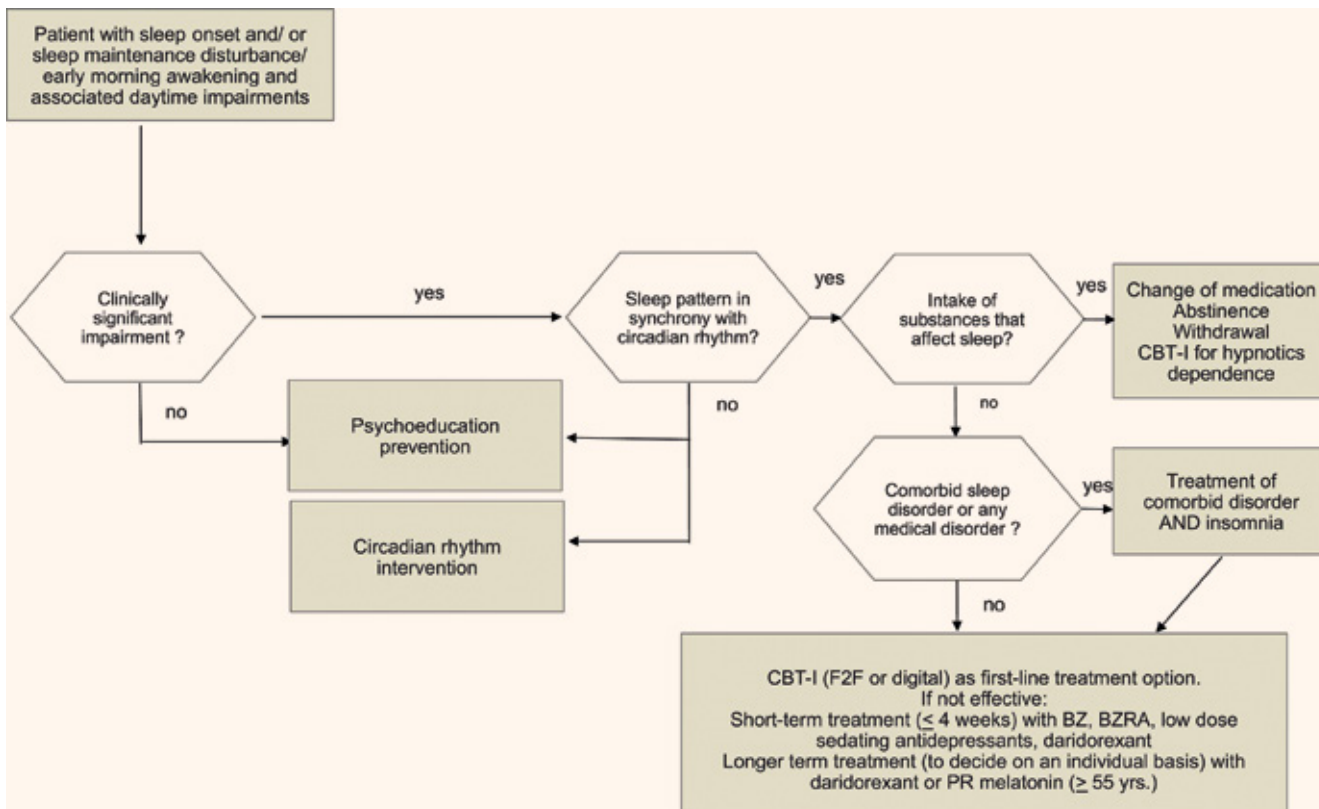 Patient with sleep onset and/ or
sleep maintenance disturbance/
early morning awakening and
associated daytime impairments
Clinically
significant
impairment ?
yes
no
Sleep pattern in
synchrony with
circadian rhythm?
yes
no
Intake of
substances that
affect sleep?
yes
no
Change of medication
Abstinence
Withdrawal
CBT-I for hypnotics
dependence
Psychoeducation
prevention
Circadian rhythm
intervention
Comorbid sleep
disorder or any
medical disorder ?
yes
no
Treatment of
comorbid disorder
AND insomnia
CBT-I (F2F or digital) as first-line treatment option.
If not effective:
Short-term treatment (≤ 4 weeks) with BZ, BZRA, low dose
sedating antidepressants, daridorexant
Longer term treatment (to decide on an individual basis) with
daridorexant or PR melatonin (≥ 55 yrs.)